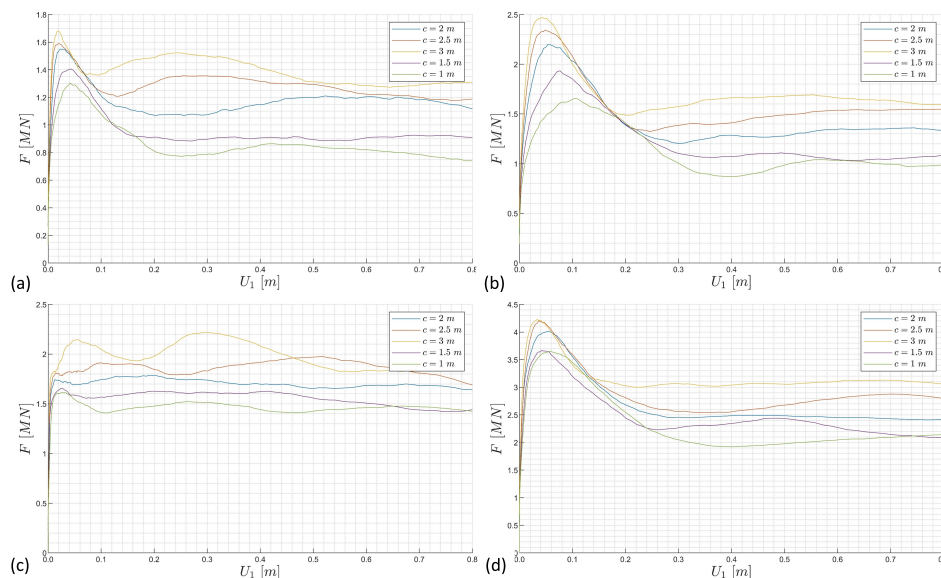 1.8
1.6
1.4
1.2
1
0.8
0.6
0.4
0.2
0
F [MN]
0.0 0.1 0.2 0.3 0.4 0.5 0.6 0.7 0.8
U₁ [m]
c = 2 m
c = 2.5 m
c = 3 m
c = 1.5 m
c = 1 m
(a)
2.5
2
1.5
1
0.5
0
F [MN]
0.0 0.1 0.2 0.3 0.4 0.5 0.6 0.7
U₁ [m]
c = 2 m
c = 2.5 m
c = 3 m
c = 1.5 m
c = 1 m
(b)
2.5
2
1.5
1
0.5
0
F [MN]
0.0 0.1 0.2 0.3 0.4 0.5 0.6 0.7 0.8
U₁ [m]
c = 2 m
c = 2.5 m
c = 3 m
c = 1.5 m
c = 1 m
(c)
4.5
4
3.5
3
2.5
2
1.5
1
0.5
0
F [MN]
0.0 0.1 0.2 0.3 0.4 0.5 0.6 0.7
U₁ [m]
c = 2 m
c = 2.5 m
c = 3 m
c = 1.5 m
c = 1 m
(d)